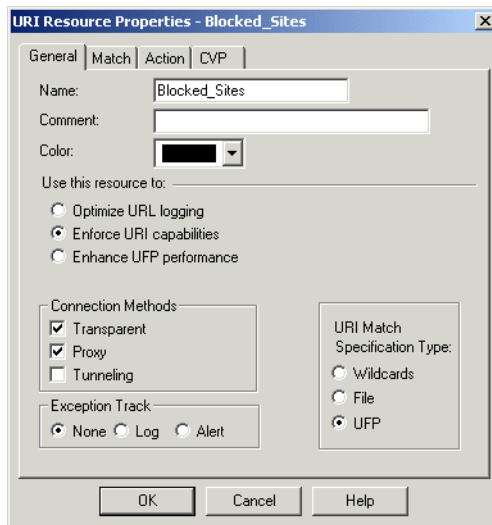 URI Resource Properties - Blocked_Sites
General Match Action CVP
Name: Blocked_Sites
Comment:
Color:
Use this resource to:
Optimize URL logging
Enforce URI capabilities
Enhance UFP performance
Connection Methods
Transparent
Proxy
Tunneling
Exception Track
None Log Alert
URI Match
Specification Type:
Wildcards
File
UFP
OK Cancel Help